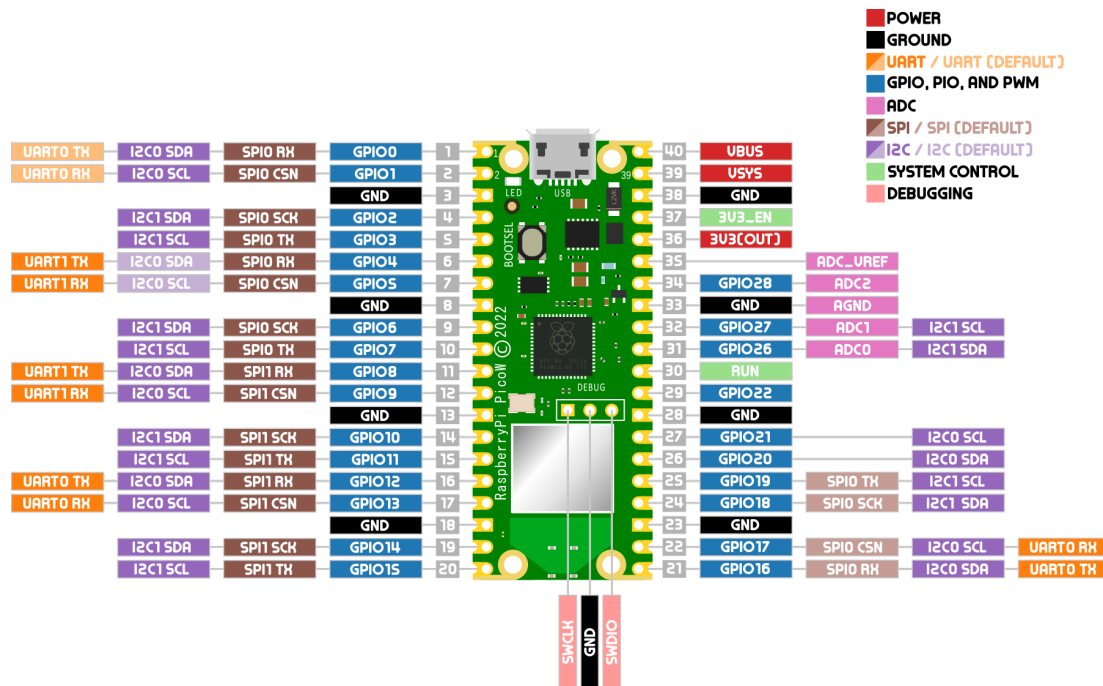 POWER
GROUND
UART / UART (DEFAULT)
GPIO, PIO, AND PWM
ADC
SPI / SPI (DEFAULT)
I2C / I2C (DEFAULT)
SYSTEM CONTROL
DEBUGGING
UART0 TX I2C0 SDA SPI0 RX GPIO0 1 1 40 VBUS
UART0 RX I2C0 SCL SPI0 CSN GPIO1 2 2 39 39 VSYS
GND 3 LED USB 38 GND
I2C1 SDA SPI0 SCK GPIO2 4 37 3V3_EN
I2C1 SCL SPI0 TX GPIO3 5 BOOTSEL 36 3V3(OUT)
UART1 TX I2C0 SDA SPI0 RX GPIO4 6 35 ADC_VREF
UART1 RX I2C0 SCL SPI0 CSN GPIO5 7 34 GPIO28 ADC2
GND 8 33 GND AGND
I2C1 SDA SPI0 SCK GPIO6 9 32 GPIO27 ADC1 I2C1 SCL
I2C1 SCL SPI0 TX GPIO7 10 31 GPIO26 ADC0 I2C1 SDA
UART1 TX I2C0 SDA SPI1 RX GPIO8 11 30 RUN
UART1 RX I2C0 SCL SPI1 CSN GPIO9 12 DEBUG 29 GPIO22
GND 13 28 GND
I2C1 SDA SPI1 SCK GPIO10 14 27 GPIO21 I2C0 SCL
I2C1 SCL SPI1 TX GPIO11 15 26 GPIO20 I2C0 SDA
UART0 TX I2C0 SDA SPI1 RX GPIO12 16 25 GPIO19 SPI0 TX I2C1 SCL
UART0 RX I2C0 SCL SPI1 CSN GPIO13 17 24 GPIO18 SPI0 SCK I2C1 SDA
GND 18 23 GND
I2C1 SDA SPI1 SCK GPIO14 19 22 GPIO17 SPI0 CSN I2C0 SCL UART0 RX
I2C1 SCL SPI1 TX GPIO15 20 21 GPIO16 SPI0 RX I2C0 SDA UART0 TX
RaspberryPi PicoW © 2022
SWCLK
GND
SWDIO